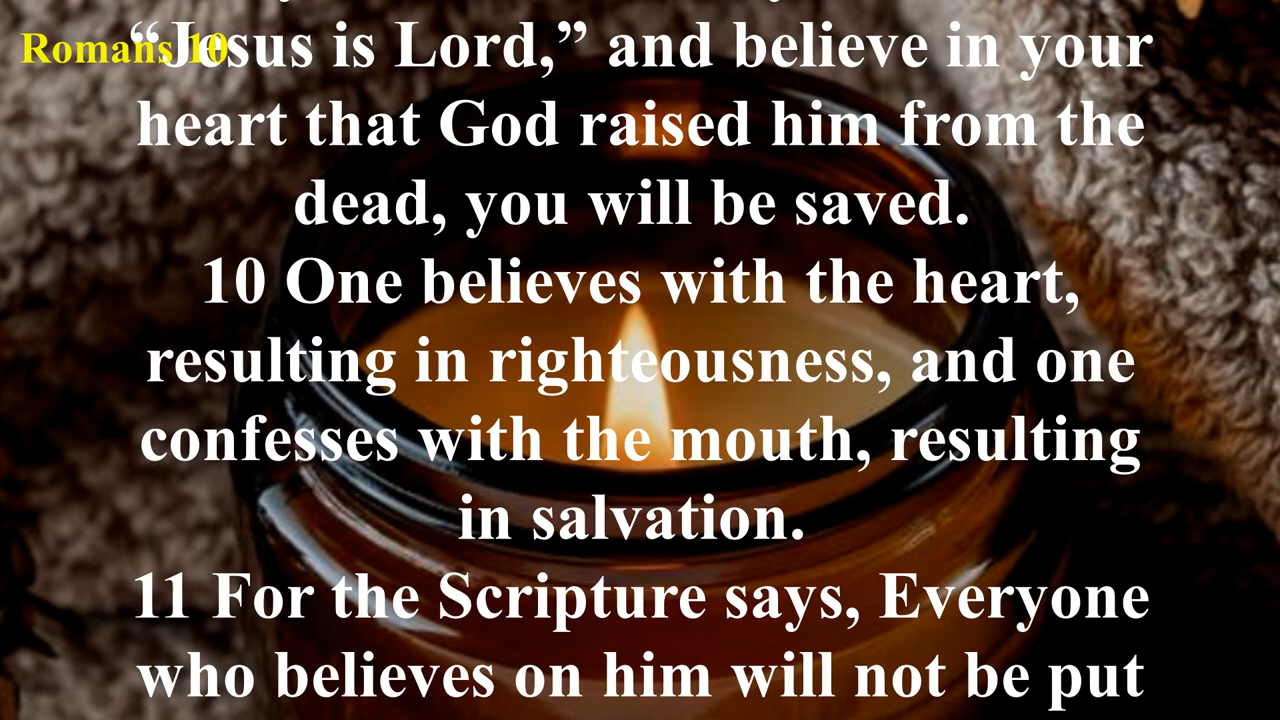 Romans 10
“Jesus is Lord,” and believe in your
heart that God raised him from the
dead, you will be saved.
10 One believes with the heart,
resulting in righteousness, and one
confesses with the mouth, resulting
in salvation.
11 For the Scripture says, Everyone
who believes on him will not be put